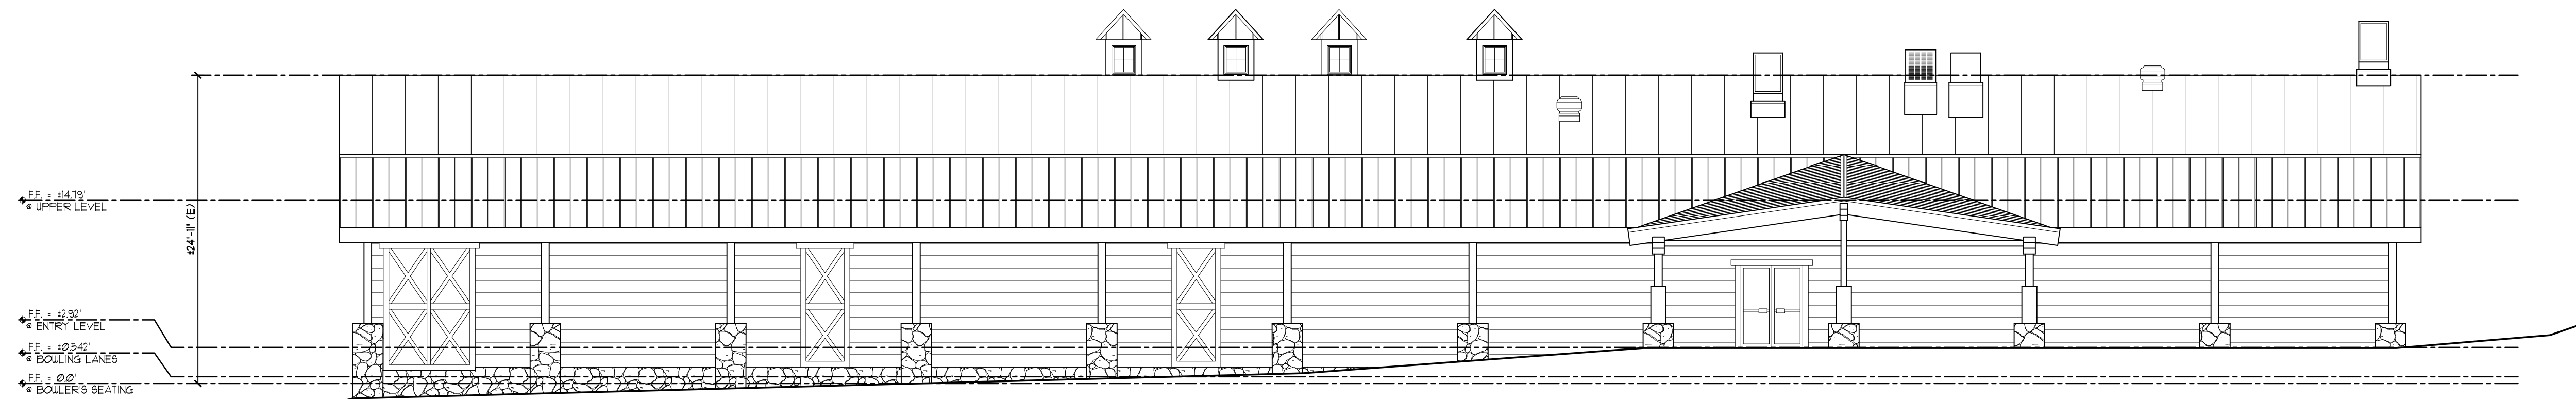 F.F. = ±14.79'
@ UPPER LEVEL
±24'-11" (E)
F.F. = ±2.92'
@ ENTRY LEVEL
F.F. = ±0.542'
@ BOWLING LANES
F.F. = 0.0'
@ BOWLER'S SEATING